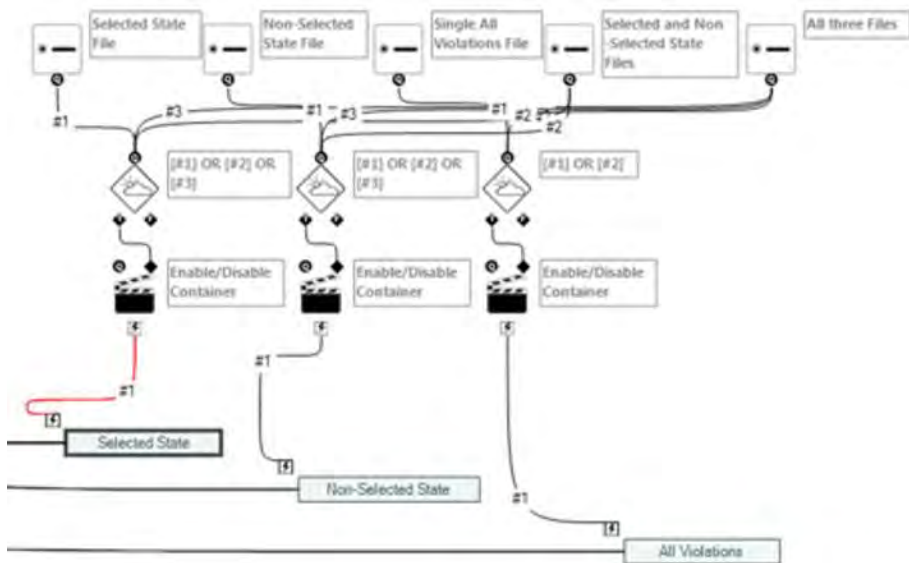 Selected State
File
Non-Selected
State File
Single All
Violations File
Selected and Non
-Selected State
Files
All three Files
#1
#3
#1
#3
#1
#2
#1
#2
[#1] OR [#2] OR
[#3]
[#1] OR [#2] OR
[#3]
[#1] OR [#2]
Enable/Disable
Container
Enable/Disable
Container
Enable/Disable
Container
#1
#1
#1
Selected State
Non-Selected State
All Violations